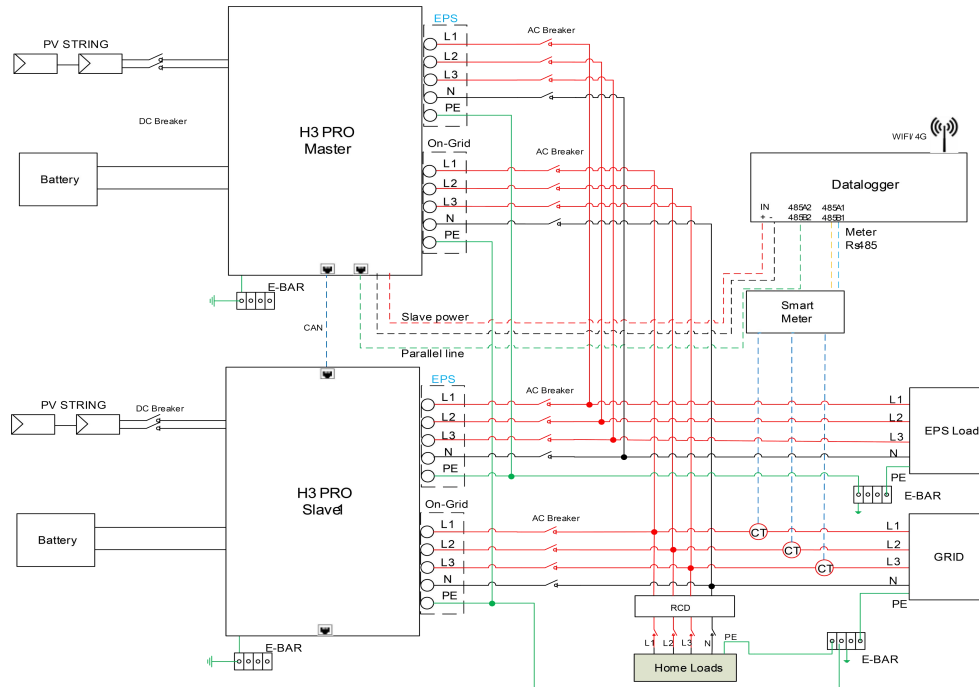 EPS
L1
L2
L3
N
PE
AC Breaker
PV STRING
DC Breaker
H3 PRO
Master
Battery
On-Grid
L1
L2
L3
N
PE
AC Breaker
WIFI/ 4G
Datalogger
IN
+ -
485A2
485B2
485A1
485B1
Meter
Rs485
Smart
Meter
E-BAR
CAN
Slave power
Parallel line
EPS
L1
L2
L3
N
PE
AC Breaker
PV STRING
DC Breaker
H3 PRO
Slave1
Battery
On-Grid
L1
L2
L3
N
PE
AC Breaker
L1
L2
L3
N
PE
EPS Load
E-BAR
CT
CT
CT
L1
L2
L3
N
PE
GRID
RCD
L1
L2
L3
N
PE
Home Loads
E-BAR
E-BAR